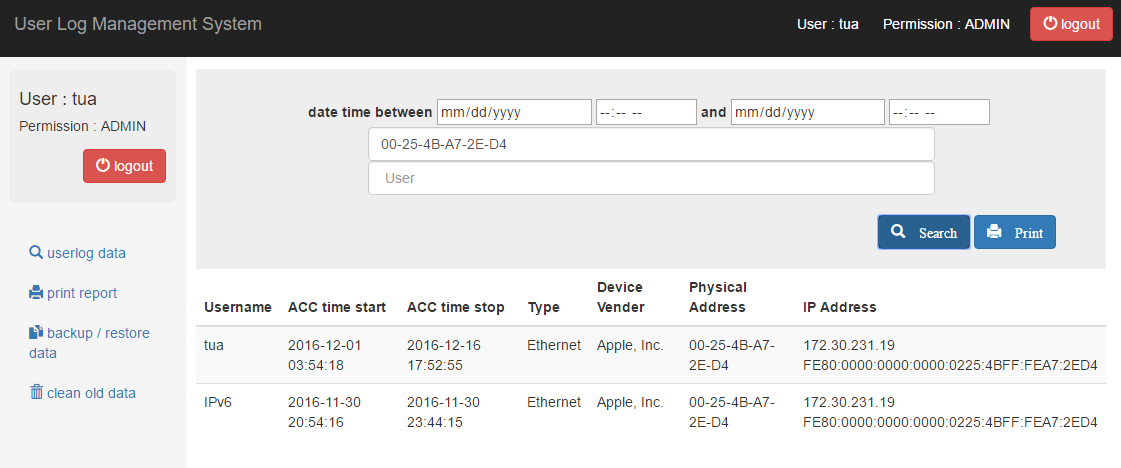 User Log Management System
User : tua
Permission : ADMIN
logout
User : tua
Permission : ADMIN
logout
userlog data
print report
backup / restore
data
clean old data
date time between mm/dd/yyyy --:-- -- and mm/dd/yyyy --:-- --
00-25-4B-A7-2E-D4
User
Search
Print
Username ACC time start ACC time stop Type Device Vender Physical Address IP Address
tua 2016-12-01 2016-12-16 Ethernet Apple, Inc. 00-25-4B-A7- 172.30.231.19
03:54:18 17:52:55 2E-D4 FE80:0000:0000:0000:0225:4BFF:FEA7:2ED4
IPv6 2016-11-30 2016-11-30 Ethernet Apple, Inc. 00-25-4B-A7- 172.30.231.19
20:54:16 23:44:15 2E-D4 FE80:0000:0000:0000:0225:4BFF:FEA7:2ED4